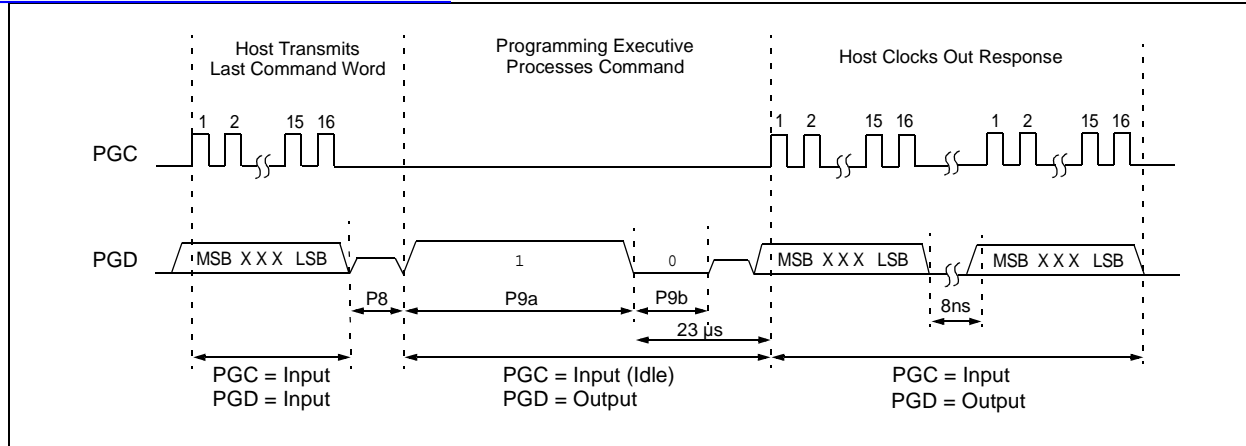 Host Transmits
Last Command Word
Programming Executive
Processes Command
Host Clocks Out Response
1 2 15 16 1 2 15 16 1 2 15 16
PGC
PGD MSB X X X LSB 1 0 MSB X X X LSB MSB X X X LSB
P8 P9a P9b 8ns
23 µs
PGC = Input PGC = Input (Idle) PGC = Input
PGD = Input PGD = Output PGD = Output